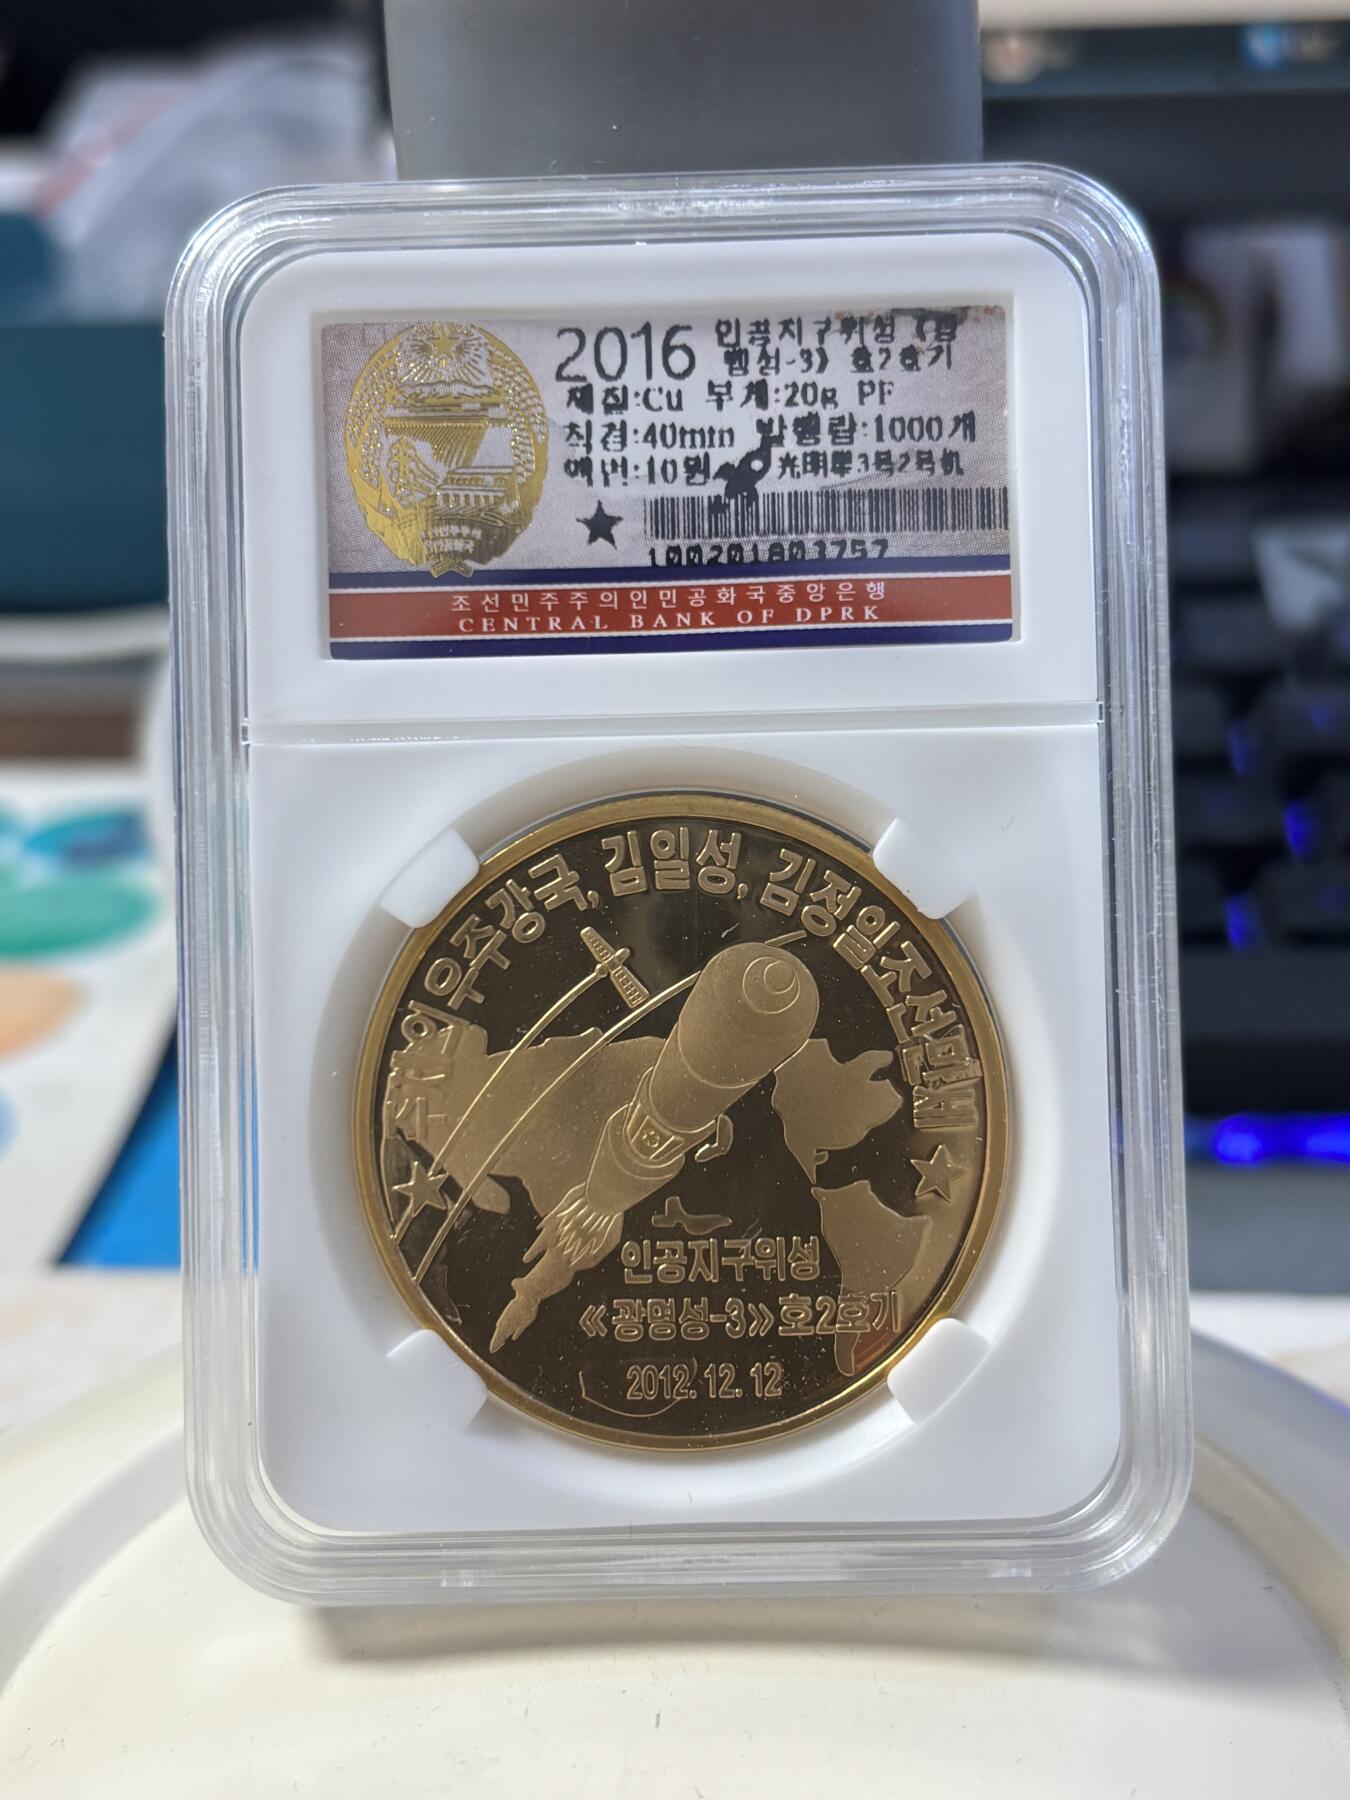 2016 인공지구위성 《광
명성-3》 호2호기
재질:Cu 무게:20g PF
직경:40mm 발행량:1000개
액면:10원 光明星3号2号机
100201803757
조선민주주의인민공화국중앙은행
CENTRAL BANK OF DPRK
주체의 우주강국, 김일성, 김정일조선만세
13
인공지구위성
《광명성-3》 호2호기
2012.12.12